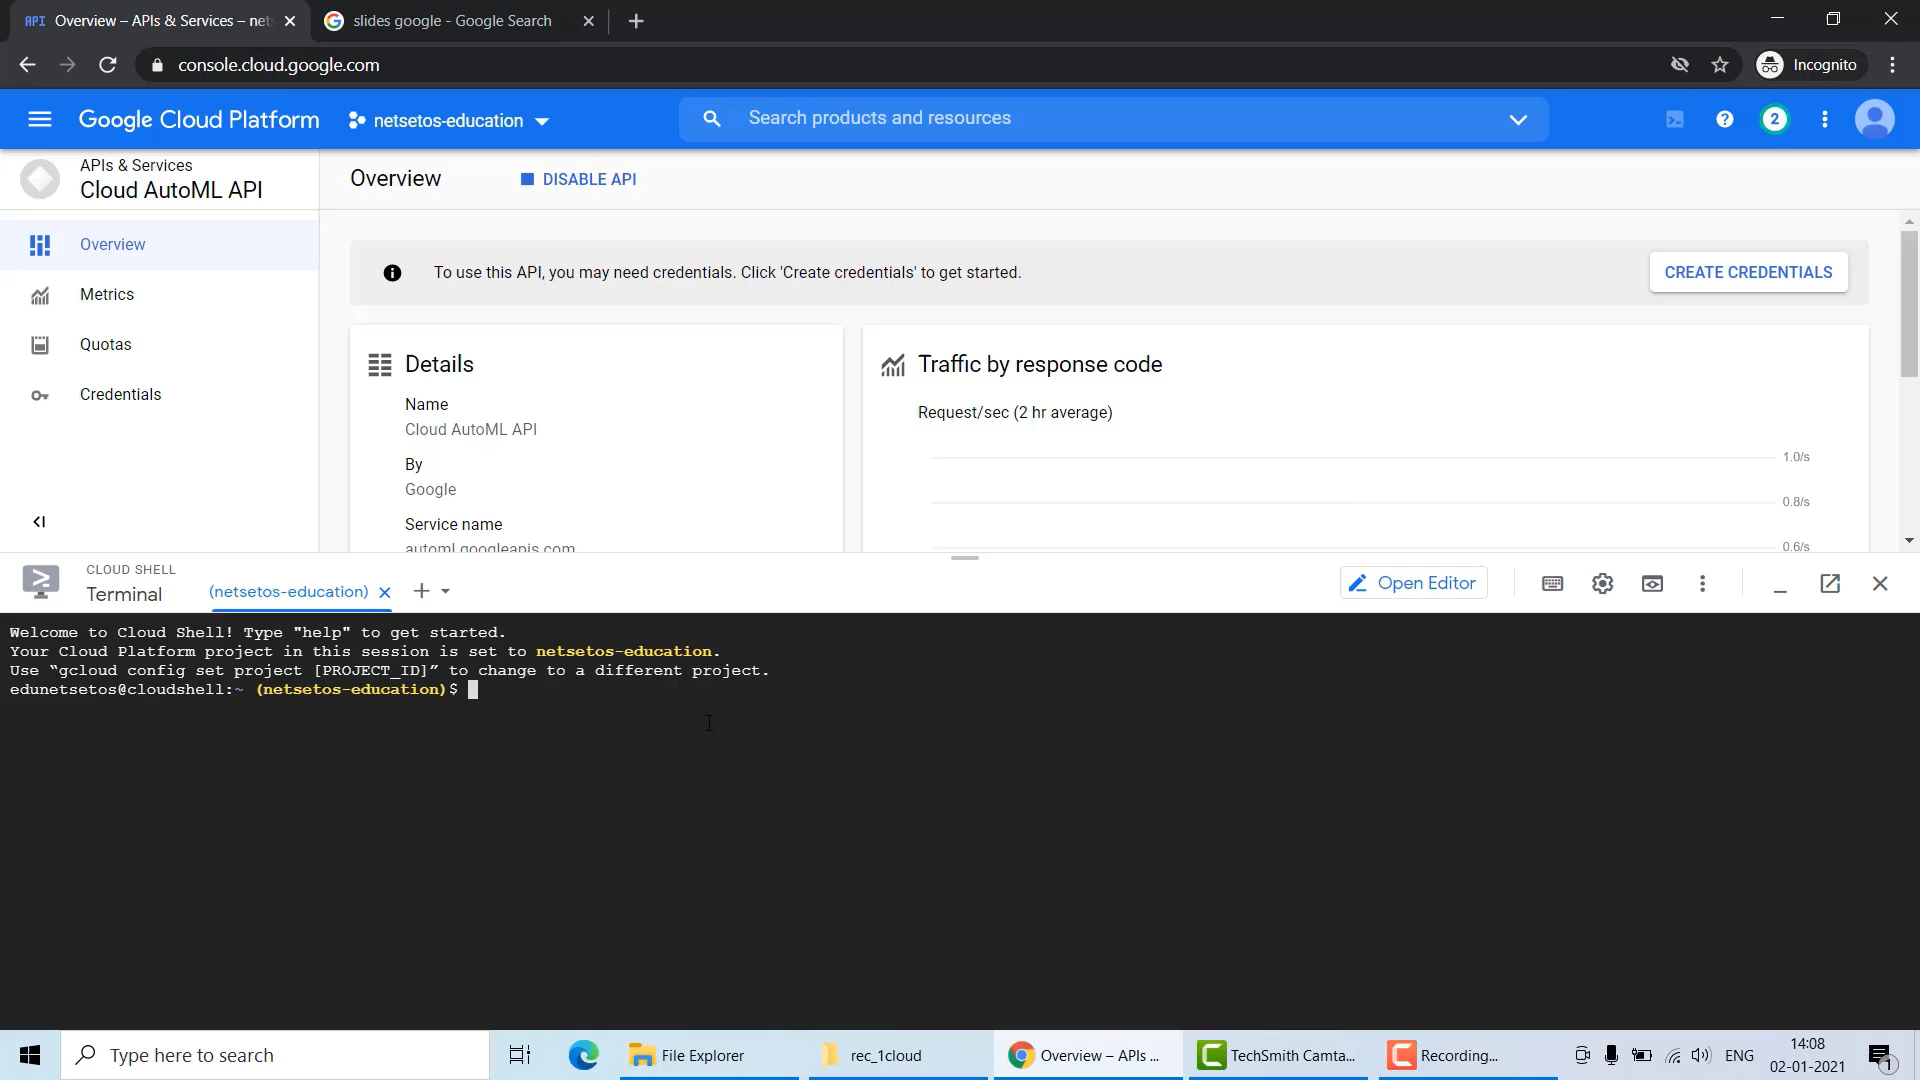 API Overview – APIs & Services – net
slides google - Google Search
console.cloud.google.com
Incognito
Google Cloud Platform
netsetos-education
Search products and resources
2
APIs & Services
Cloud AutoML API
Overview
DISABLE API
Overview
Metrics
Quotas
Credentials
To use this API, you may need credentials. Click 'Create credentials' to get started.
CREATE CREDENTIALS
Details
Name
Cloud AutoML API
By
Google
Service name
automl.googleapis.com
Traffic by response code
Request/sec (2 hr average)
1.0/s
0.8/s
0.6/s
CLOUD SHELL
Terminal
(netsetos-education)
Open Editor
Welcome to Cloud Shell! Type "help" to get started.
Your Cloud Platform project in this session is set to netsetos-education.
Use “gcloud config set project [PROJECT_ID]” to change to a different project.
edunetsetos@cloudshell:~ (netsetos-education)$
Type here to search
File Explorer
rec_1cloud
Overview – APIs ...
TechSmith Camta...
Recording...
ENG
14:08
02-01-2021
1